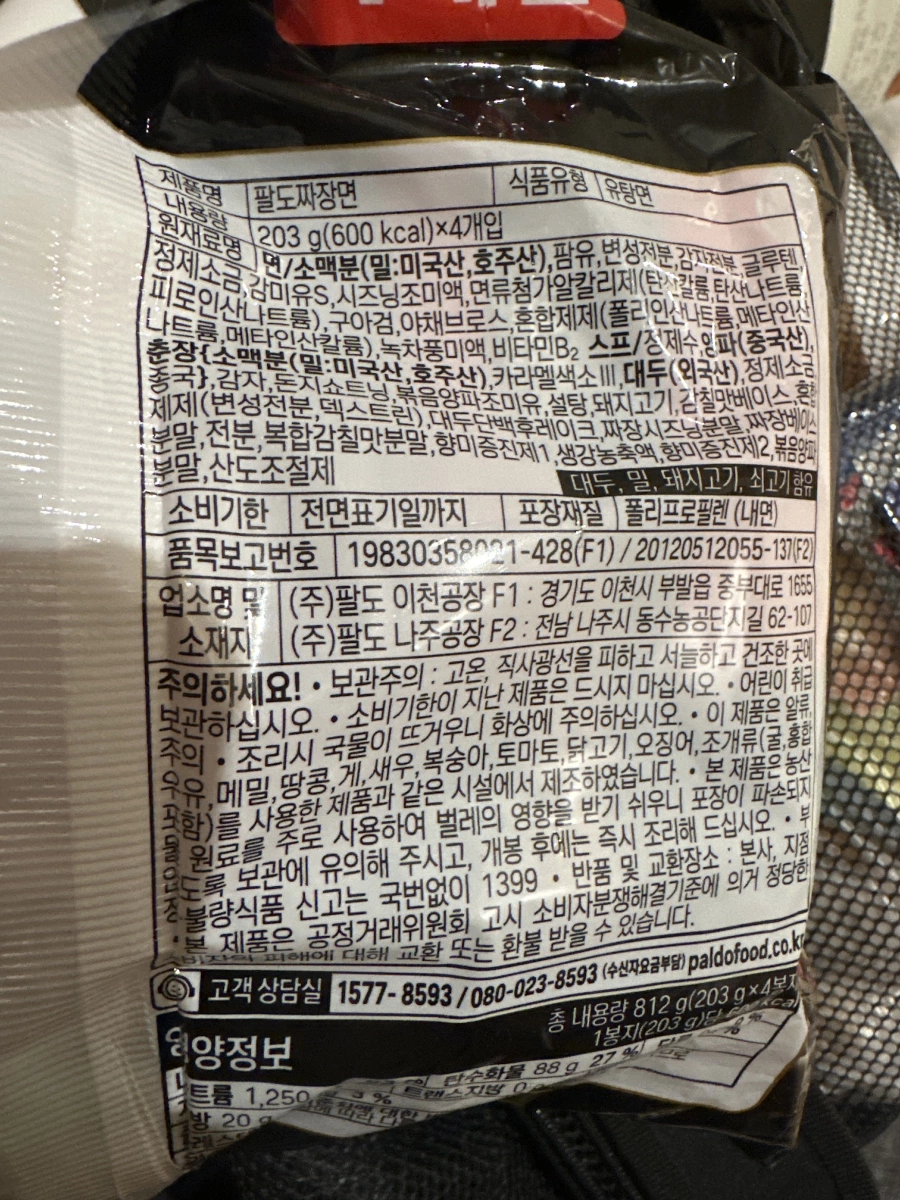 제품명 팔도짜장면 식품유형 유탕면
내용량 203 g(600 kcal)×4개입
원재료명 면/소맥분(밀:미국산,호주산),팜유,변성전분,감자전분,글루텐,
정제소금,감미유S,시즈닝조미액,면류첨가알칼리제(탄산칼륨,탄산나트륨,
피로인산나트륨),구아검,야채브로스,혼합제제(폴리인산나트륨,메타인산
나트륨,메타인산칼륨),녹차풍미액,비타민B₂ 스프/정제수,양파(중국산),
춘장{소맥분(밀:미국산,호주산),카라멜색소III,대두(외국산),정제소금,
종국},감자,돈지쇼트닝,볶음양파조미유,설탕,돼지고기,감칠맛베이스,혼합
제제(변성전분,덱스트린),대두단백후레이크,짜장시즈닝분말,짜장베이스
분말,전분,복합감칠맛분말,향미증진제1,생강농축액,향미증진제2,볶음양파
분말,산도조절제
대두, 밀, 돼지고기, 쇠고기 함유
소비기한 전면표기일까지 포장재질 폴리프로필렌 (내면)
품목보고번호 19830358021-428(F1) / 20120512055-137(F2)
업소명 및 (주)팔도 이천공장 F1 : 경기도 이천시 부발읍 중부대로 1655
소재지 (주)팔도 나주공장 F2 : 전남 나주시 동수농공단지길 62-107
주의하세요! • 보관주의 : 고온, 직사광선을 피하고 서늘하고 건조한 곳에
보관하십시오. • 소비기한이 지난 제품은 드시지 마십시오. • 어린이 취급
주의 • 조리시 국물이 뜨거우니 화상에 주의하십시오. • 이 제품은 알류,
우유,메밀,땅콩,게,새우,복숭아,토마토,닭고기,오징어,조개류(굴,홍합
포함)를 사용한 제품과 같은 시설에서 제조하였습니다. • 본 제품은 농산
물 원료를 주로 사용하여 벌레의 영향을 받기 쉬우니 포장이 파손되지
않도록 보관에 유의해 주시고, 개봉 후에는 즉시 조리해 드십시오. • 부
정·불량식품 신고는 국번없이 1399 • 반품 및 교환장소 : 본사, 지점
• 본 제품은 공정거래위원회 고시 소비자분쟁해결기준에 의거 정당한
소비자의 피해에 대해 교환 또는 환불 받을 수 있습니다.
고객상담실 1577- 8593 / 080-023-8593 (수신자요금부담) paldofood.co.kr
영양정보 총 내용량 812 g(203 g×4봉지)
1봉지(203 g)당
트륨 1,250 탄수화물 88 g 27 %
방 20 g 트랜스지방 0